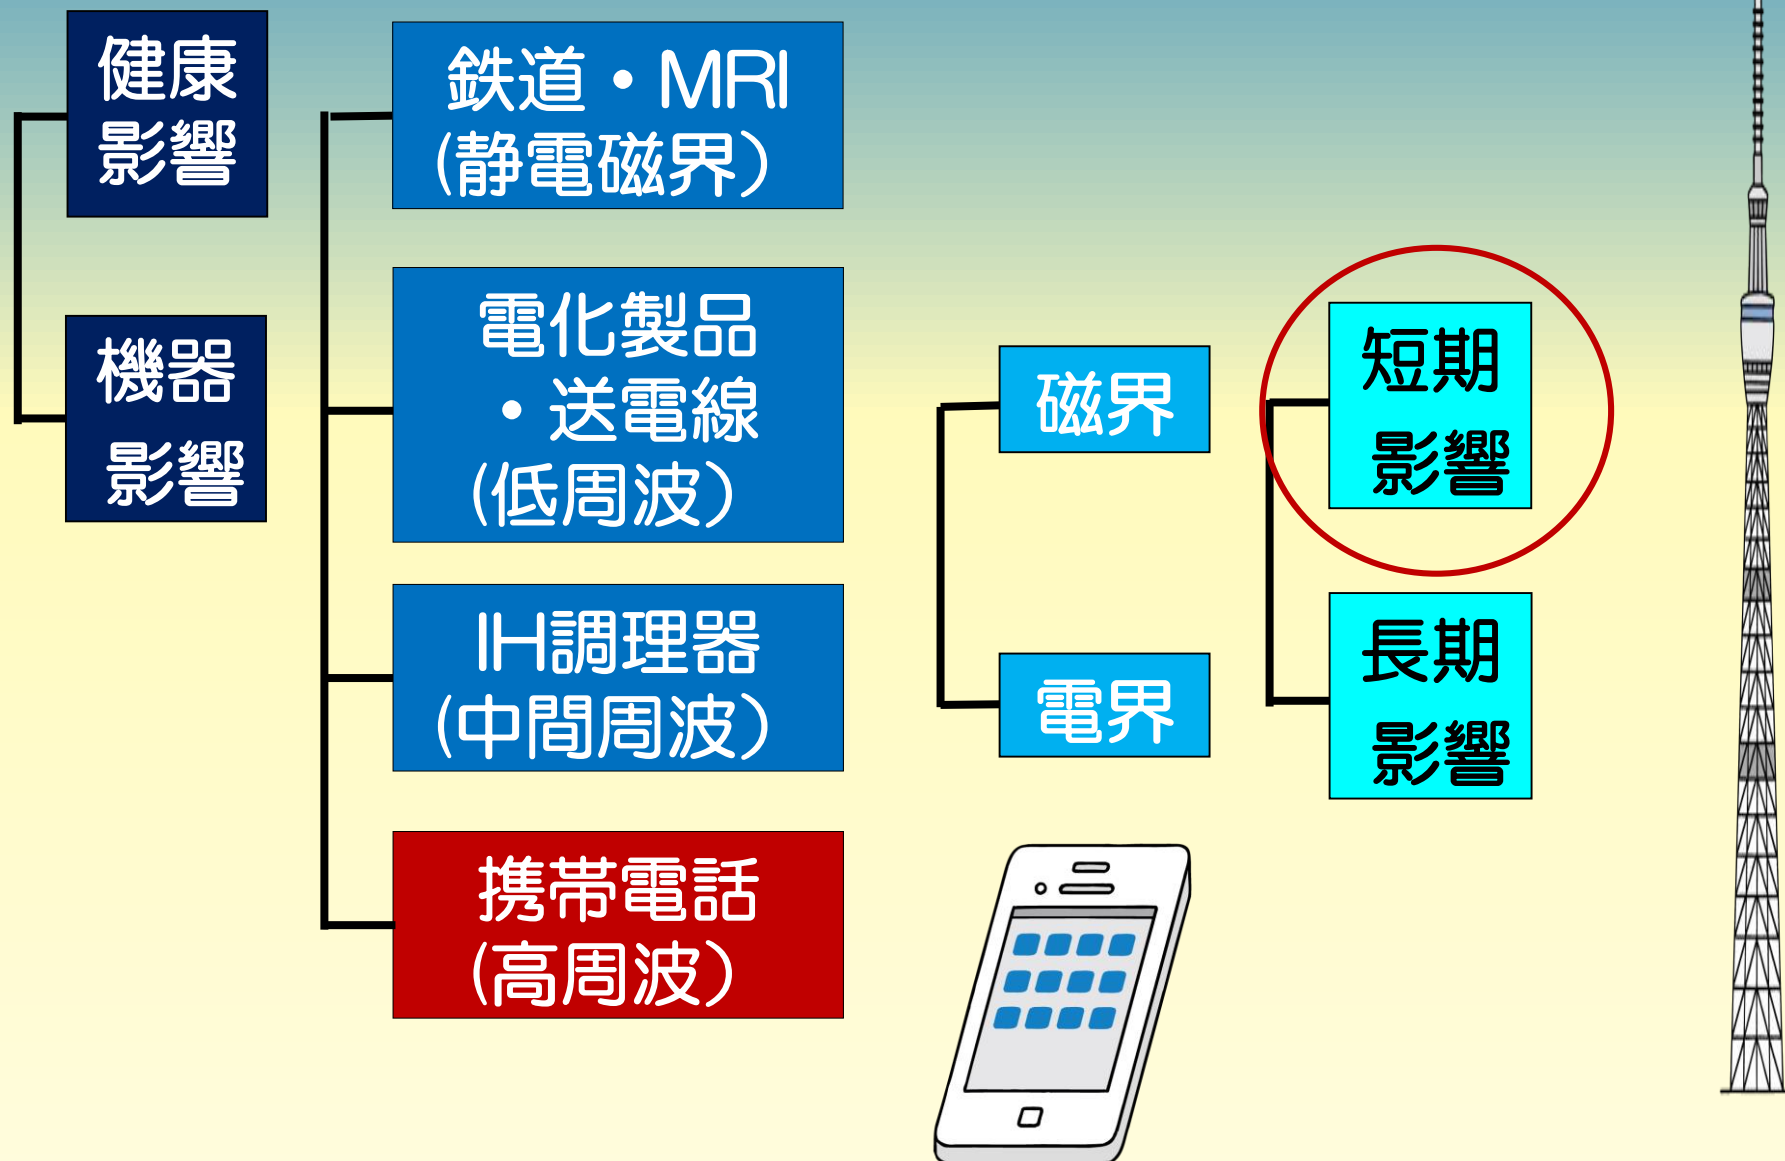 健康
影響
機器
影響
鉄道・MRI
(静電磁界)
電化製品
・送電線
(低周波)
IH調理器
(中間周波)
携帯電話
(高周波)
磁界
電界
短期
影響
長期
影響